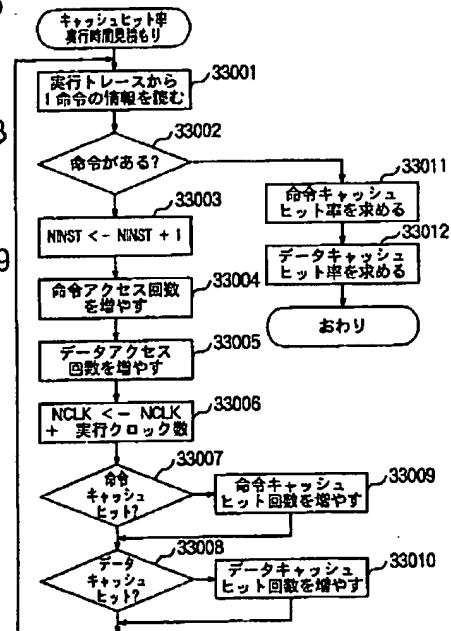 キャッシュヒット率
実行時間見積もり
33001
実行トレースから
1命令の情報を読む
33002
命令がある?
33003
NINST <- NINST + 1
33004
命令アクセス回数
を増やす
33005
データアクセス
回数を増やす
33006
NCLK <- NCLK
+ 実行クロック数
33007
命令
キャッシュ
ヒット?
33009
命令キャッシュ
ヒット回数を増やす
33008
データ
キャッシュ
ヒット?
33010
データキャッシュ
ヒット回数を増やす
33011
命令キャッシュ
ヒット率を求める
33012
データキャッシュ
ヒット率を求める
おわり